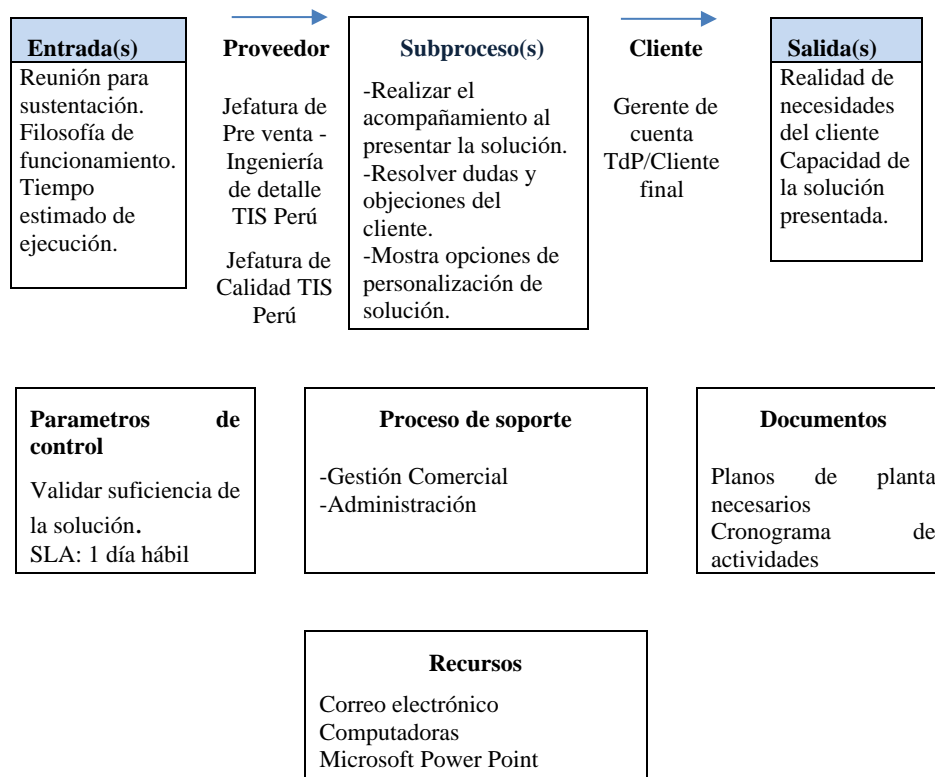 Entrada(s)
Reunión para
sustentación.
Filosofía de
funcionamiento.
Tiempo
estimado de
ejecución.
Proveedor
Jefatura de
Pre venta -
Ingeniería
de detalle
TIS Perú
Jefatura de
Calidad TIS
Perú
Subproceso(s)
-Realizar el
acompañamiento al
presentar la solución.
-Resolver dudas y
objeciones del
cliente.
-Mostra opciones de
personalización de
solución.
Cliente
Gerente de
cuenta
TdP/Cliente
final
Salida(s)
Realidad de
necesidades
del cliente
Capacidad de
la solución
presentada.
Parametros de
control
Validar suficiencia de
la solución.
SLA: 1 día hábil
Proceso de soporte
-Gestión Comercial
-Administración
Documentos
Planos de planta
necesarios
Cronograma de
actividades
Recursos
Correo electrónico
Computadoras
Microsoft Power Point